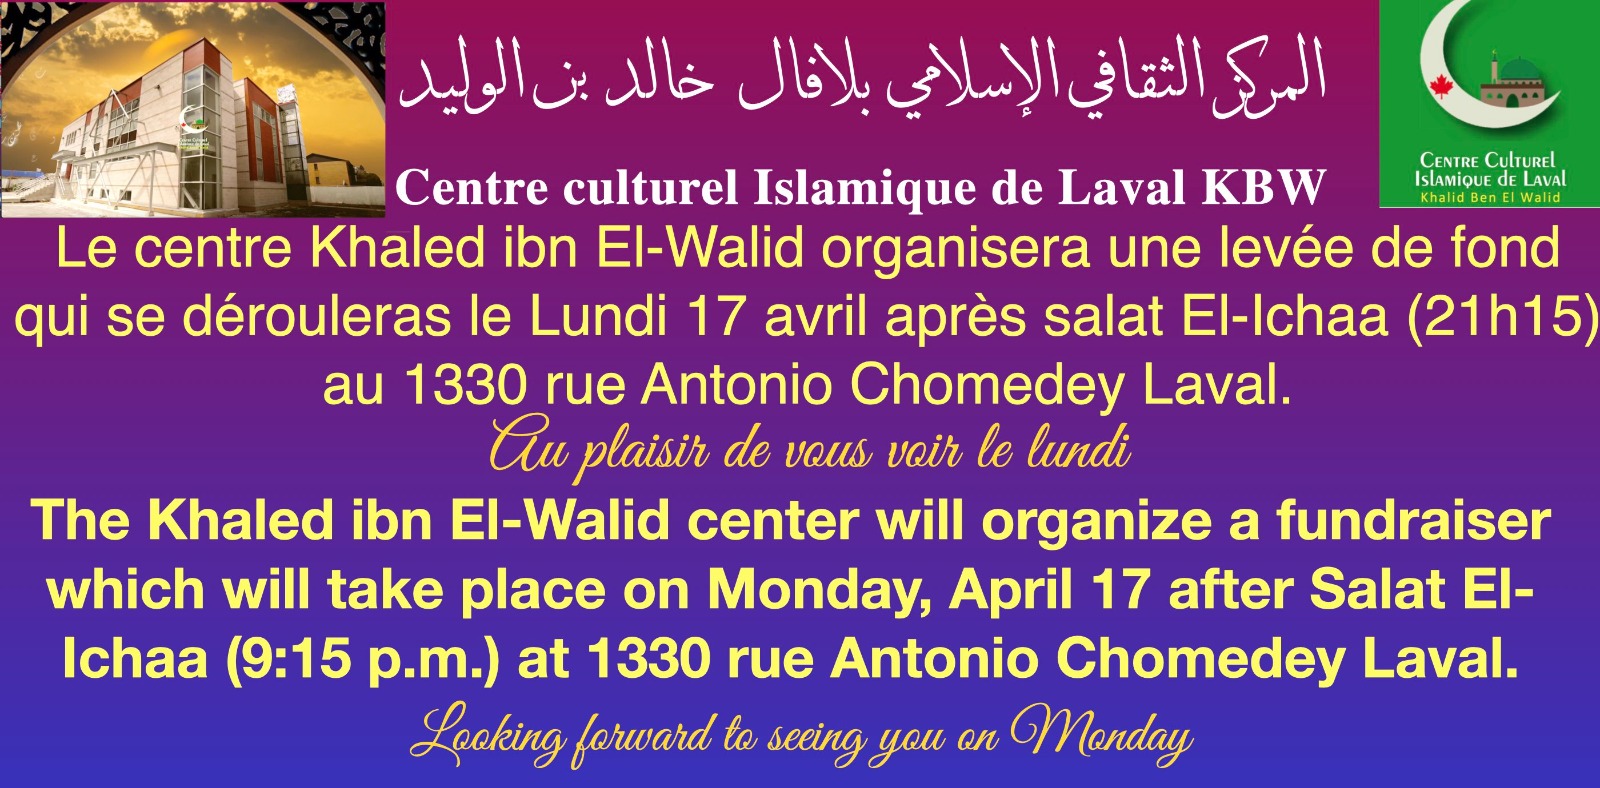 المركز الثقافي الإسلامي بلافال خالد بن الوليد
Centre culturel Islamique de Laval KBW
Centre Culturel
Islamique de Laval
Khalid Ben El Walid
Le centre Khaled ibn El-Walid organisera une levée de fond
qui se dérouleras le Lundi 17 avril après salat El-Ichaa (21h15)
au 1330 rue Antonio Chomedey Laval.
Au plaisir de vous voir le lundi
The Khaled ibn El-Walid center will organize a fundraiser
which will take place on Monday, April 17 after Salat El-
Ichaa (9:15 p.m.) at 1330 rue Antonio Chomedey Laval.
Looking forward to seeing you on Monday